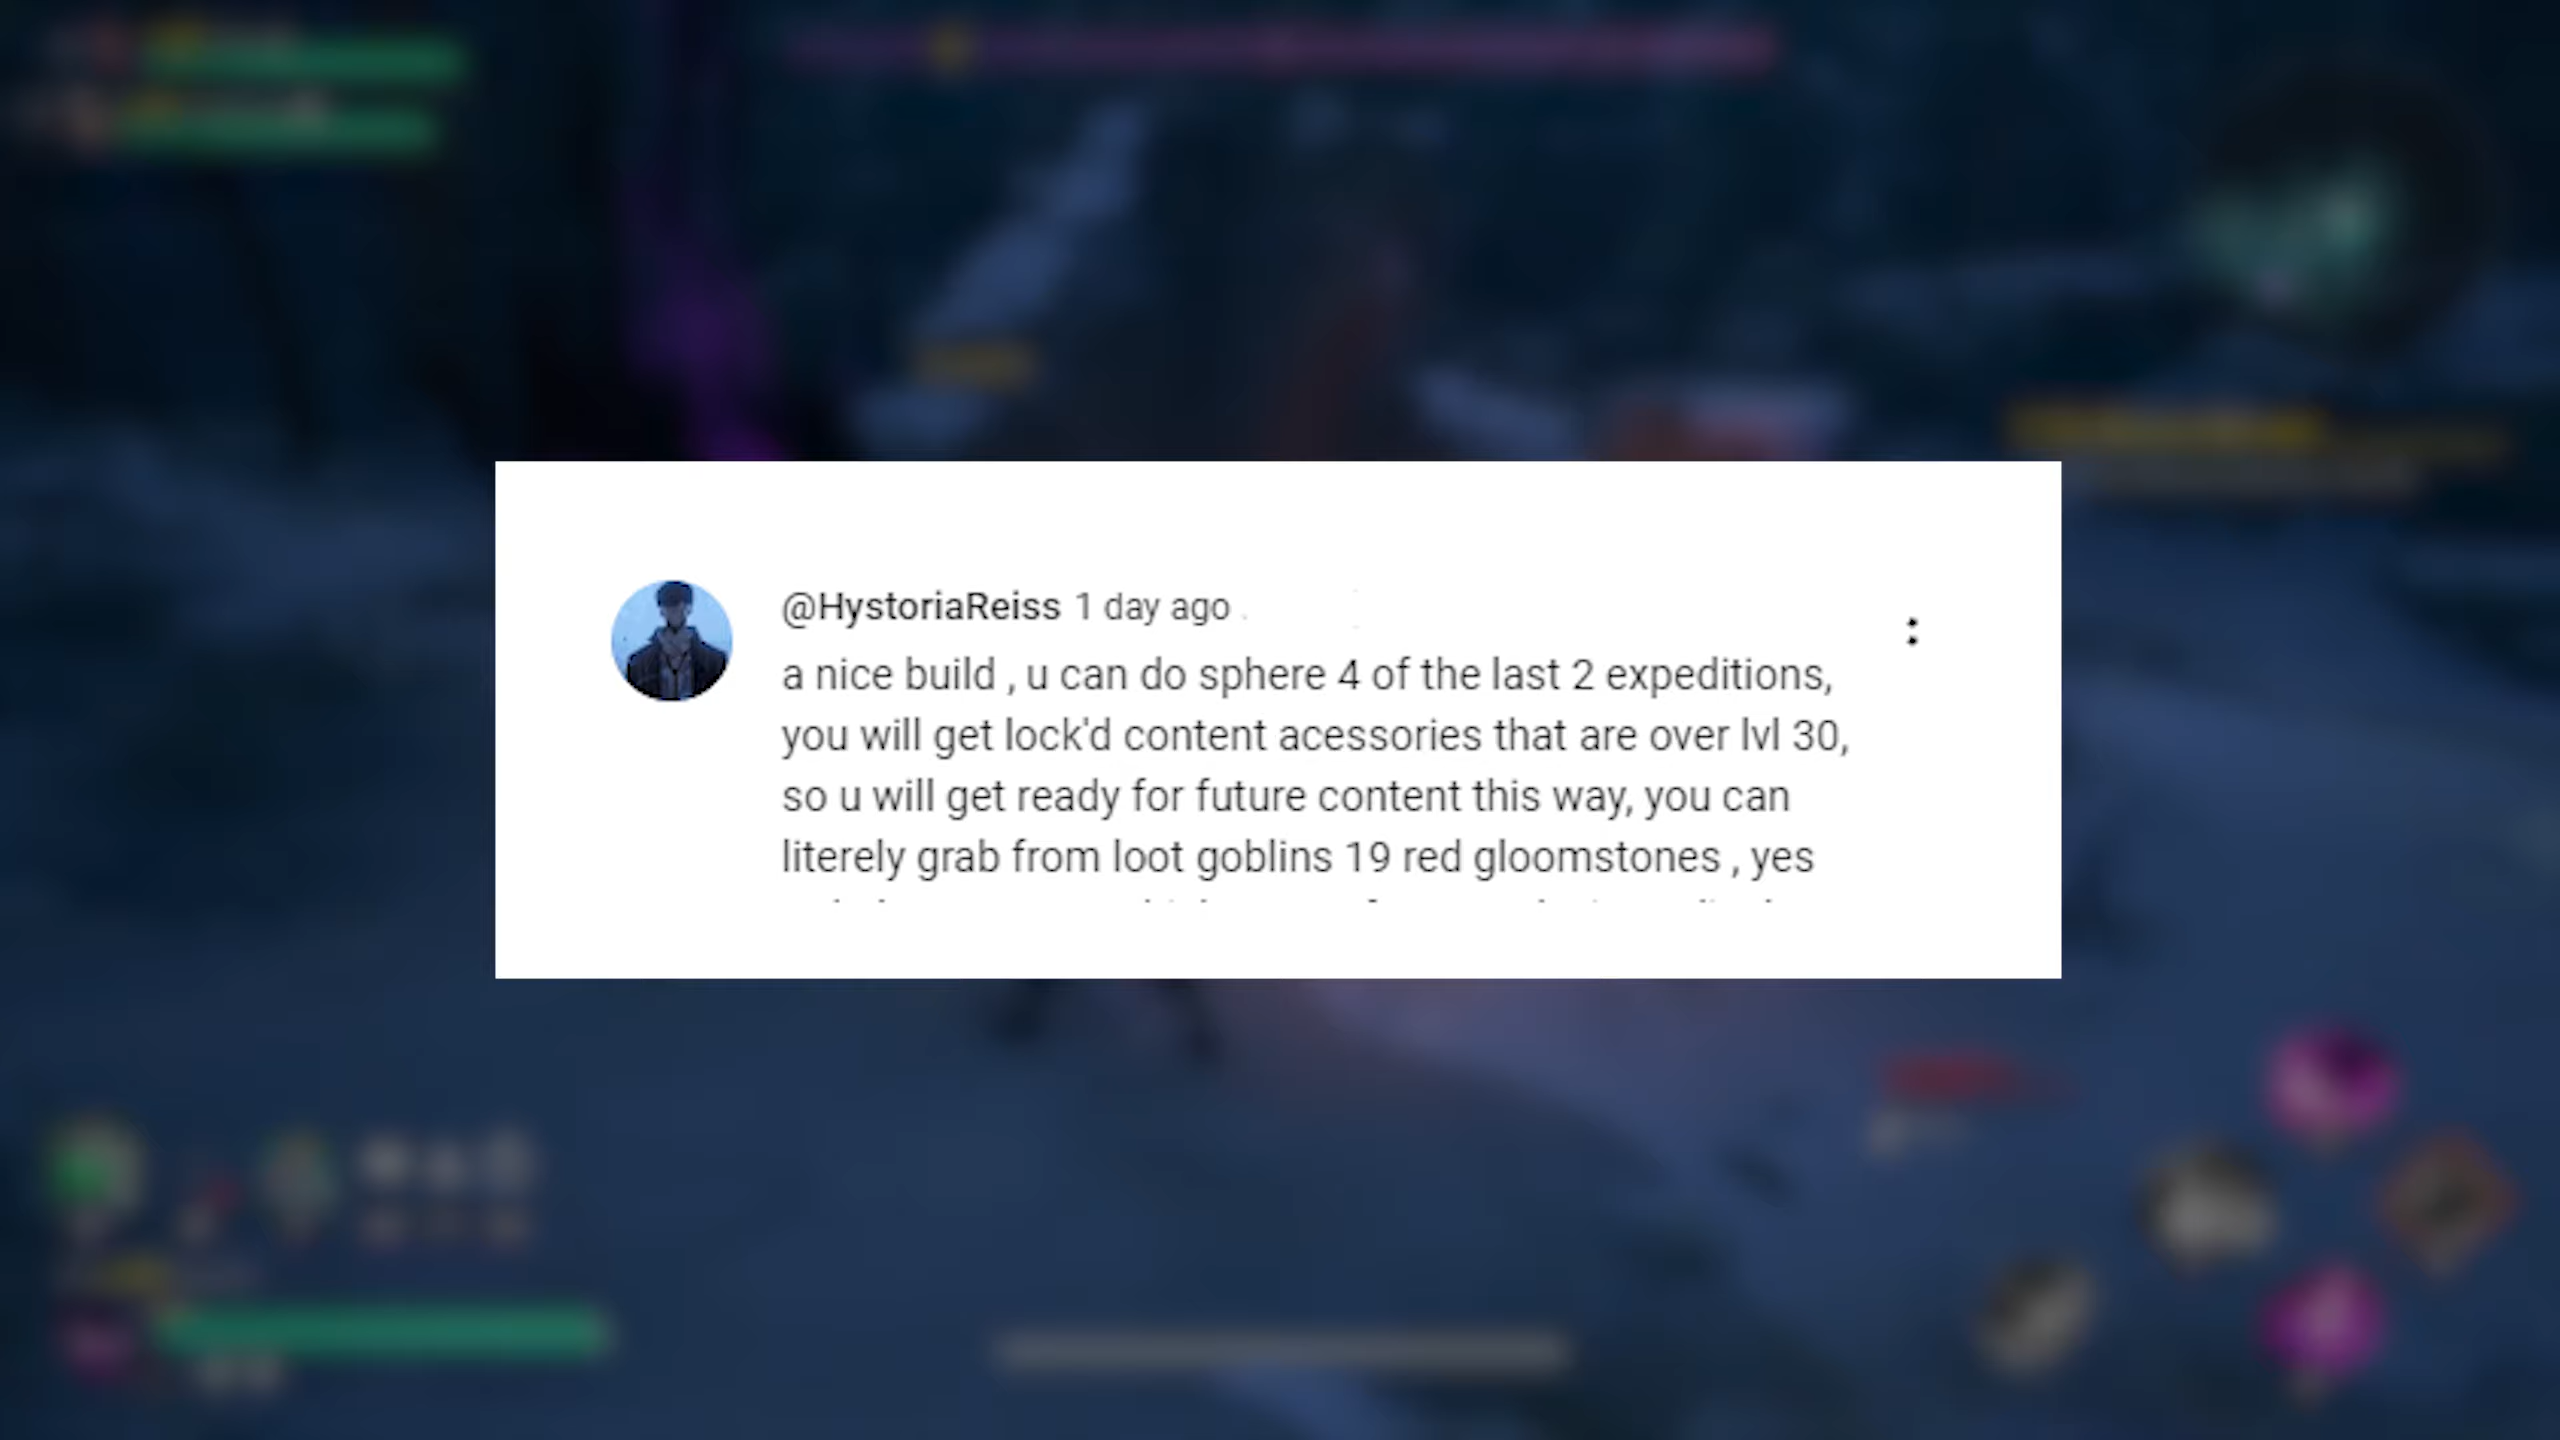 @HystoriaReiss 1 day ago
a nice build , u can do sphere 4 of the last 2 expeditions,
you will get lock'd content acessories that are over lvl 30,
so u will get ready for future content this way, you can
literely grab from loot goblins 19 red gloomstones , yes